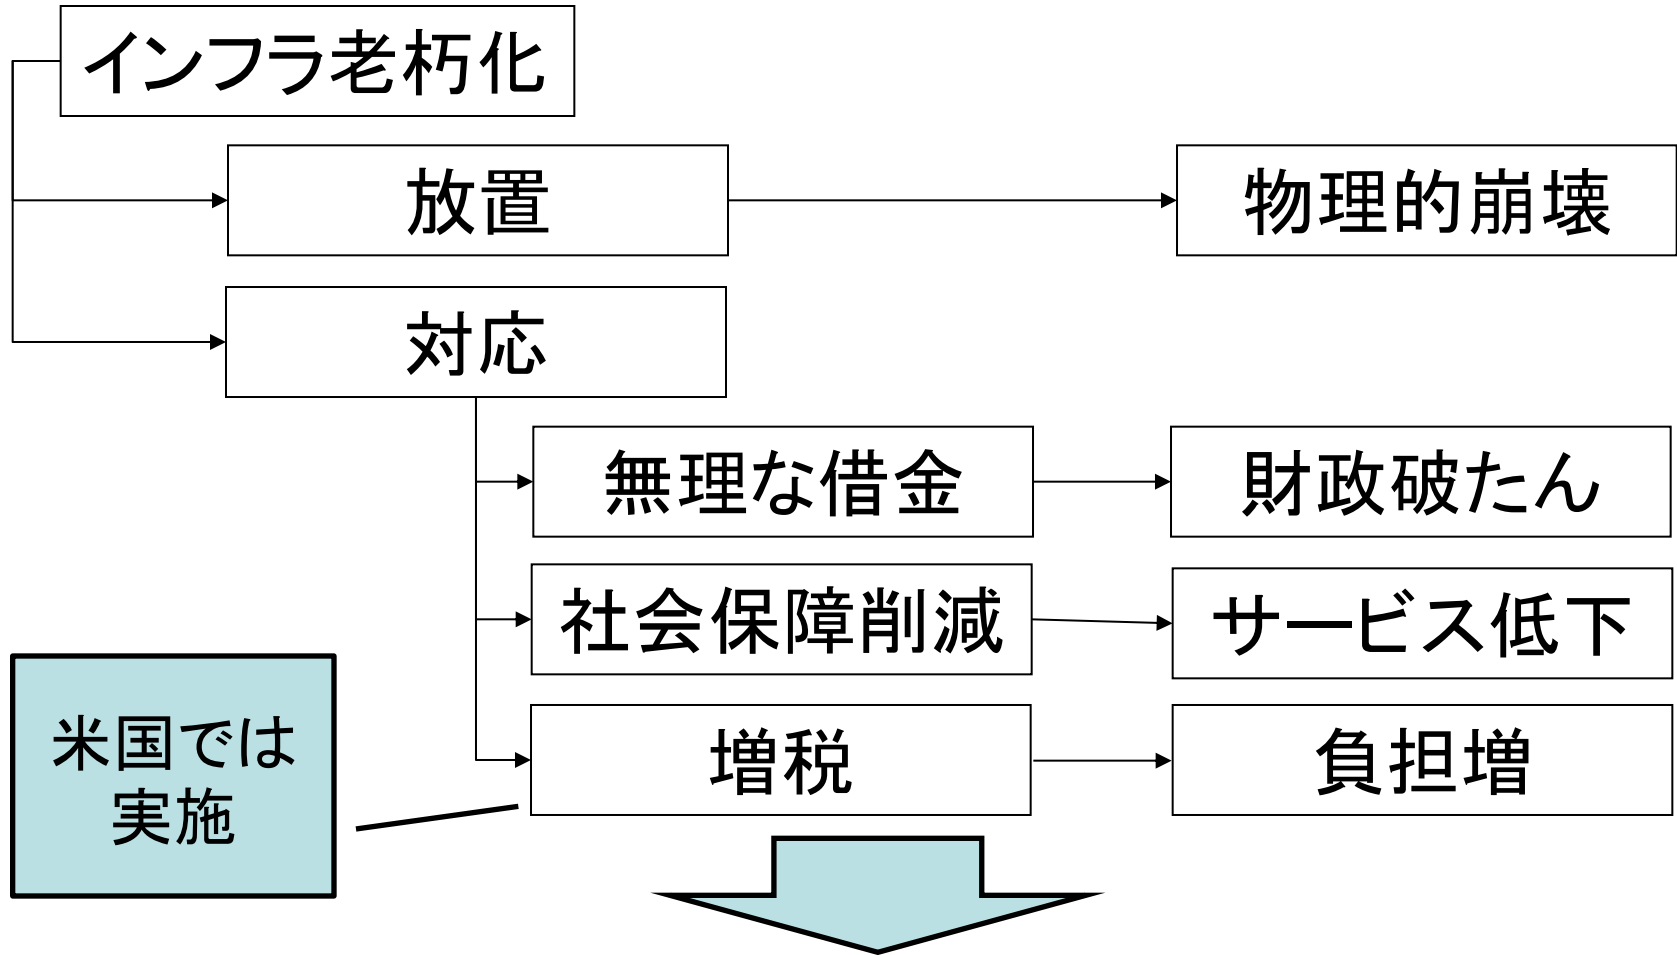 インフラ老朽化
放置
物理的崩壊
対応
無理な借金
財政破たん
社会保障削減
サービス低下
増税
負担増
米国では
実施